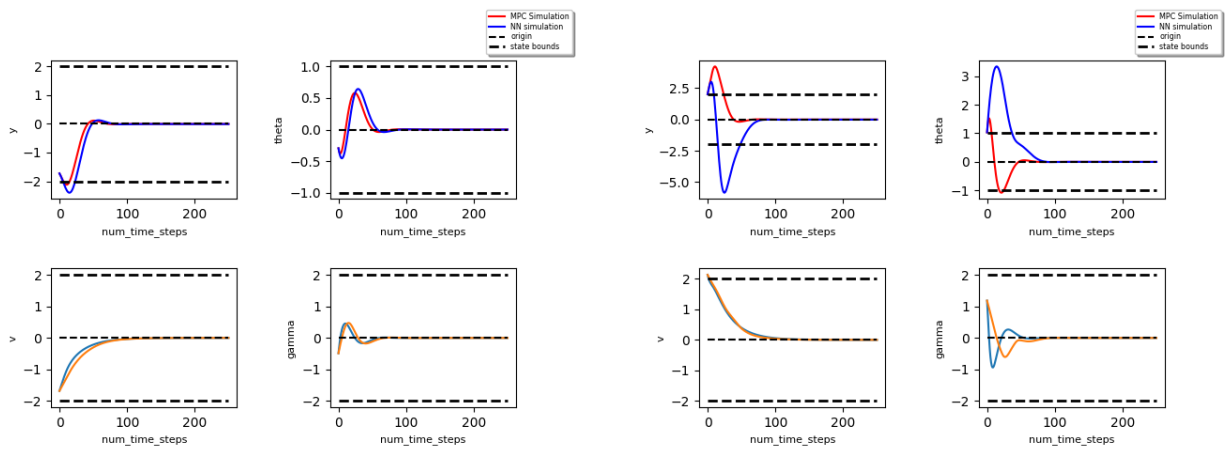 MPC Simulation
NN simulation
origin
state bounds
MPC Simulation
NN simulation
origin
state bounds
2
1
0
−1
−2
y
0
100
200
num_time_steps
1.0
0.5
0.0
−0.5
−1.0
theta
0
100
200
num_time_steps
2.5
0.0
−2.5
−5.0
y
0
100
200
num_time_steps
3
2
1
0
−1
theta
0
100
200
num_time_steps
2
1
0
−1
−2
v
0
100
200
num_time_steps
2
1
0
−1
−2
gamma
0
100
200
num_time_steps
2
1
0
−1
−2
v
0
100
200
num_time_steps
2
1
0
−1
−2
gamma
0
100
200
num_time_steps